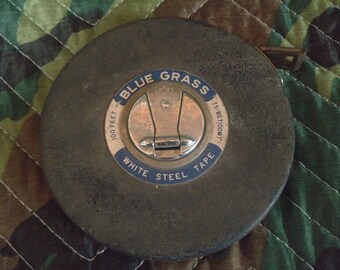 BLUE GRASS
100 FEET
WHITE STEEL TAPE